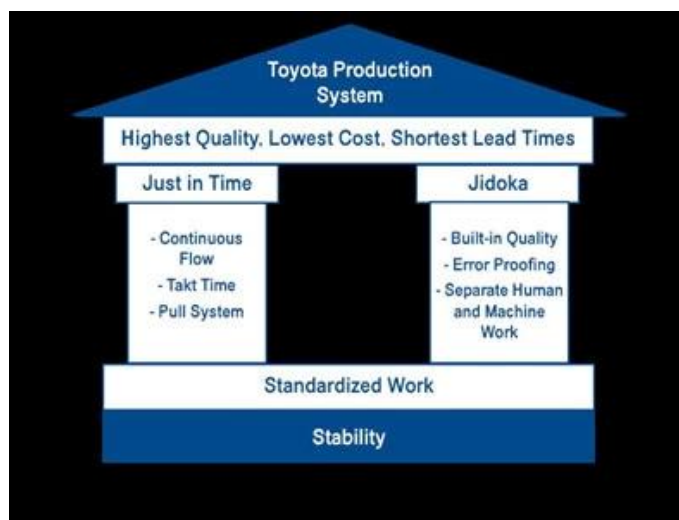 Toyota Production
System
Highest Quality, Lowest Cost, Shortest Lead Times
Just in Time
- Continuous
Flow
- Takt Time
- Pull System
Jidoka
- Built-in Quality
- Error Proofing
- Separate Human
and Machine
Work
Standardized Work
Stability